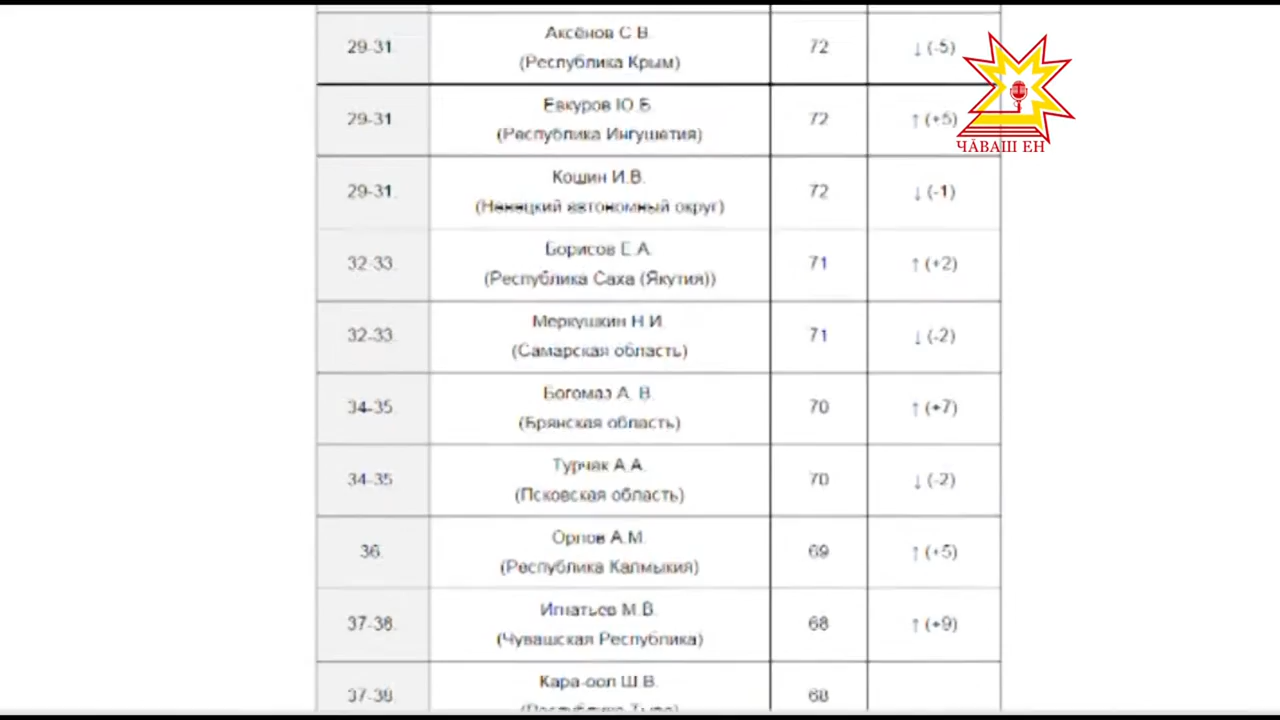 29-31.
Аксёнов С.В.
(Республика Крым)
72
↓ (-5)
29-31.
Евкуров Ю.Б.
(Республика Ингушетия)
72
↑ (+5)
29-31.
Кошин И.В.
(Ненецкий автономный округ)
72
↓ (-1)
32-33.
Борисов Е.А.
(Республика Саха (Якутия))
71
↑ (+2)
32-33.
Меркушкин Н.И.
(Самарская область)
71
↓ (-2)
34-35.
Богомаз А. В.
(Брянская область)
70
↑ (+7)
34-35.
Турчак А.А.
(Псковская область)
70
↓ (-2)
36.
Орлов А.М.
(Республика Калмыкия)
69
↑ (+5)
37-38.
Игнатьев М.В.
(Чувашская Республика)
68
↑ (+9)
37-38.
Кара-оол Ш.В.
(Республика Тыва)
68
ЧӐВАШ ЕН